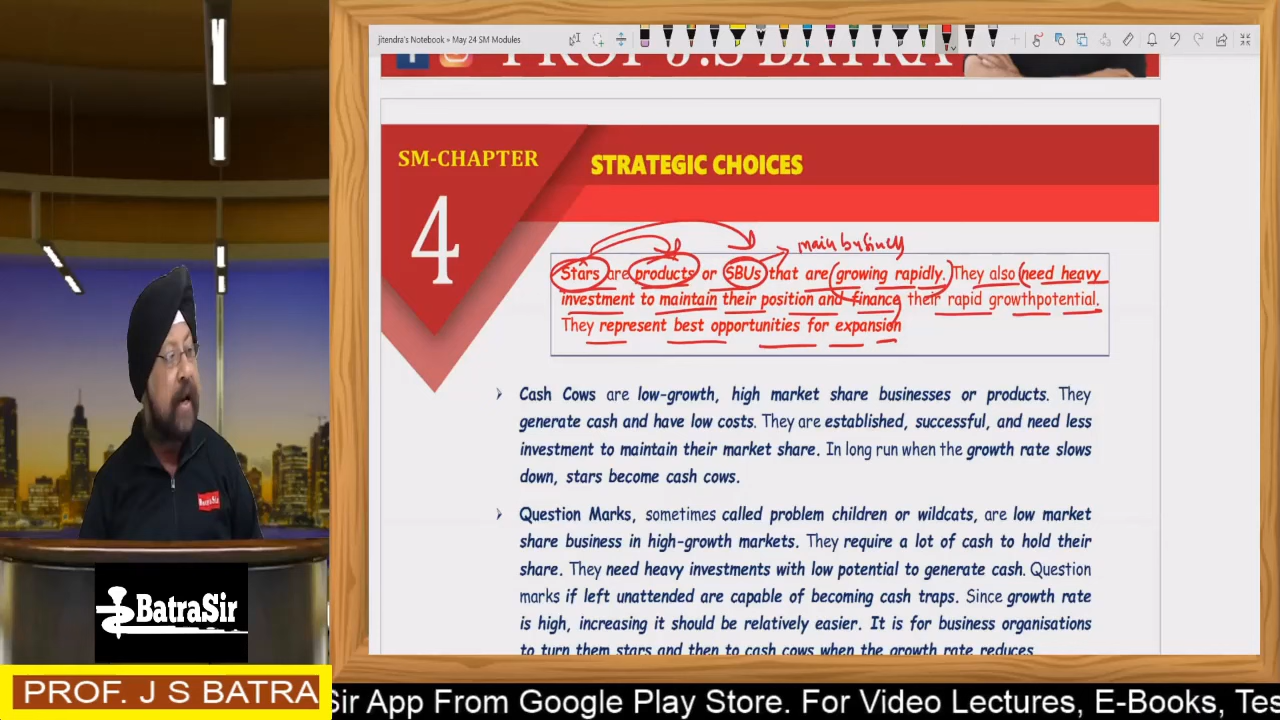 jitendra's Notebook » May 24 SM Modules
PROF J.S BATRA
SM-CHAPTER
4
STRATEGIC CHOICES
main business
Stars are products or SBUs that are growing rapidly. They also need heavy
investment to maintain their position and finance their rapid growthpotential.
They represent best opportunities for expansion
Cash Cows are low-growth, high market share businesses or products. They
generate cash and have low costs. They are established, successful, and need less
investment to maintain their market share. In long run when the growth rate slows
down, stars become cash cows.
Question Marks, sometimes called problem children or wildcats, are low market
share business in high-growth markets. They require a lot of cash to hold their
share. They need heavy investments with low potential to generate cash. Question
marks if left unattended are capable of becoming cash traps. Since growth rate
is high, increasing it should be relatively easier. It is for business organisations
to turn them stars and then to cash cows when the growth rate reduces
BatraSir
BatraSir
PROF. J S BATRA
Sir App From Google Play Store. For Video Lectures, E-Books, Tes